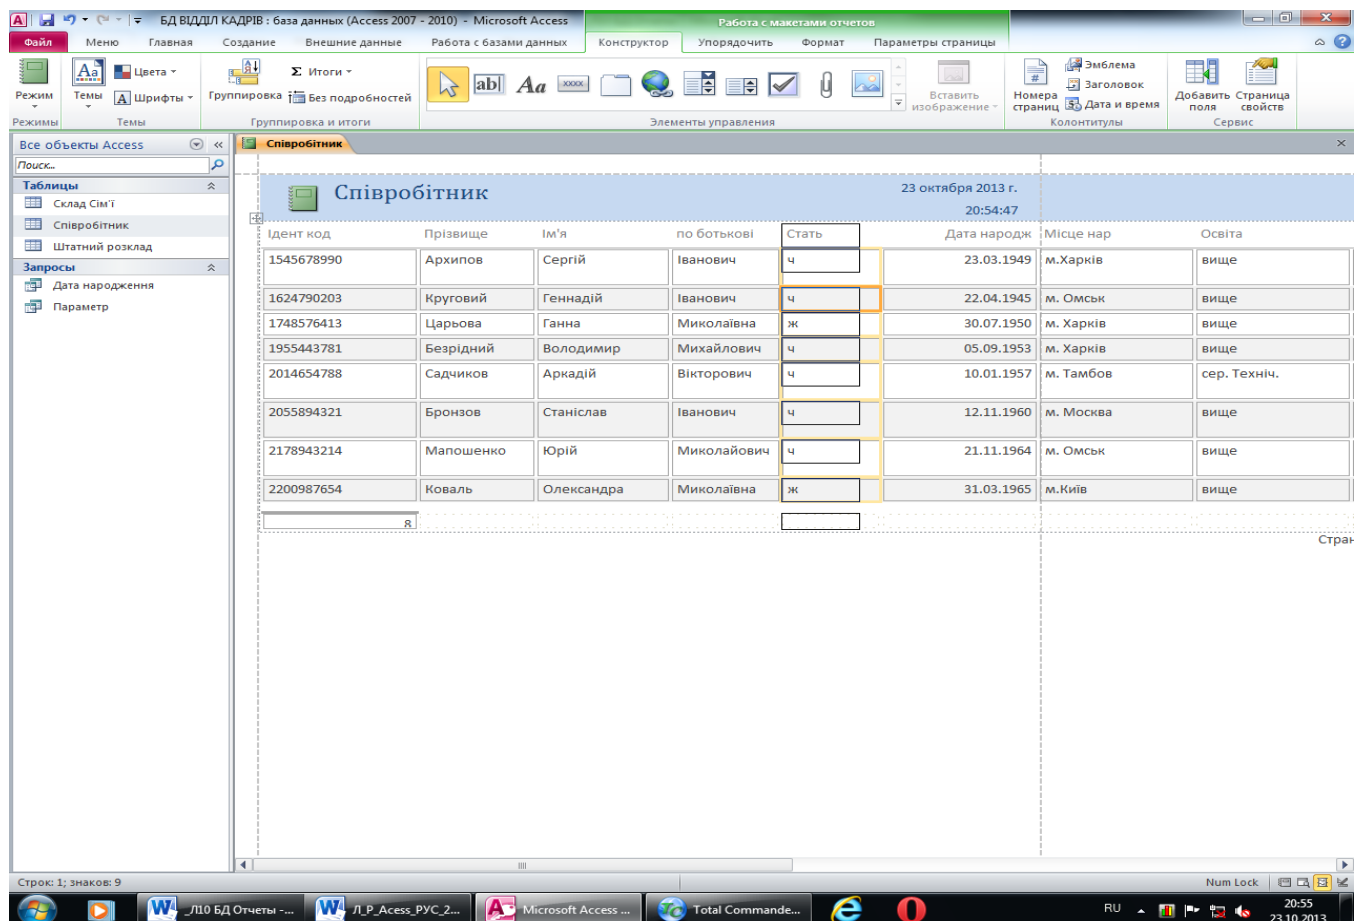 БД ВІДДІЛ КАДРІВ : база данных (Access 2007 - 2010) - Microsoft Access
Работа с макетами отчетов
Файл Меню Главная Создание Внешние данные Работа с базами данных Конструктор Упорядочить Формат Параметры страницы
Режим
Темы
Цвета
Шрифты
Группировка
Σ Итоги
Без подробностей
ab|
Aa
xxxx
Вставить изображение
Номера страниц
Эмблема
Заголовок
Дата и время
Добавить поля
Страница свойств
Режимы Темы Группировка и итоги Элементы управления Колонтитулы Сервис
Все объекты Access
Поиск...
Таблицы
Склад Сім'ї
Співробітник
Штатний розклад
Запросы
Дата народження
Параметр
Співробітник
Співробітник
23 октября 2013 г.
20:54:47
Ідент код Прізвище Ім'я по ботькові Стать Дата народж Місце нар Освіта
1545678990 Архипов Сергій Іванович ч 23.03.1949 м.Харків вище
1624790203 Круговий Геннадій Іванович ч 22.04.1945 м. Омськ вище
1748576413 Царьова Ганна Миколаївна ж 30.07.1950 м. Харків вище
1955443781 Безрідний Володимир Михайлович ч 05.09.1953 м. Харків вище
2014654788 Садчиков Аркадій Вікторович ч 10.01.1957 м. Тамбов сер. Техніч.
2055894321 Бронзов Станіслав Іванович ч 12.11.1960 м. Москва вище
2178943214 Мапошенко Юрій Миколайович ч 21.11.1964 м. Омськ вище
2200987654 Коваль Олександра Миколаївна ж 31.03.1965 м.Київ вище
8
Стран
Строк: 1; знаков: 9
Num Lock
_Л10 БД Отчеты -... Л_Р_Acess_РУС_2... Microsoft Access ... Total Commande...
RU
20:55
23.10.2013